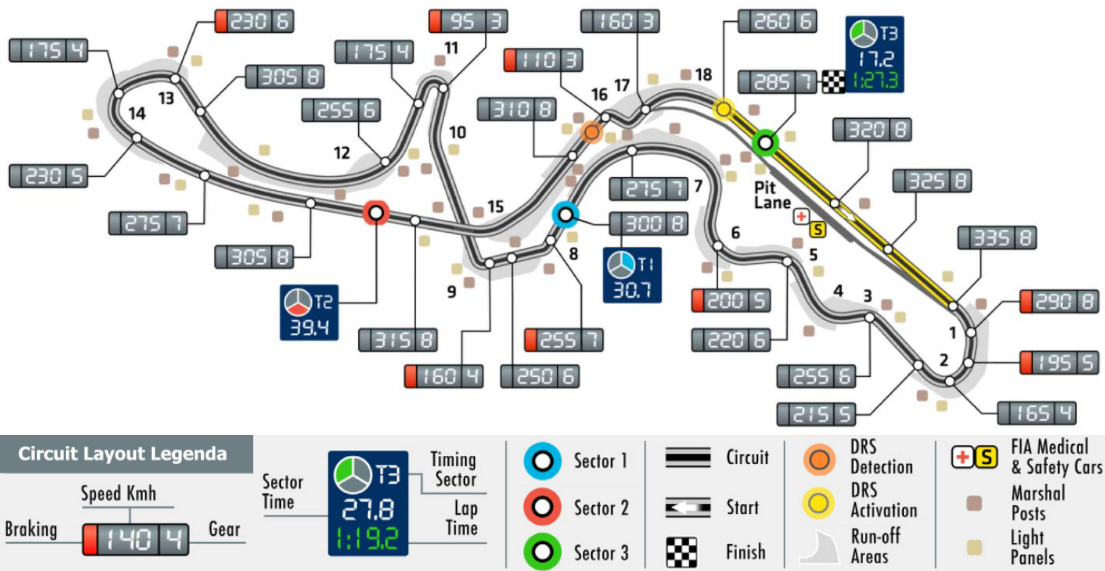 230 6
95 3
160 3
260 6
T3
17.2
1:27.3
175 4
175 4
11
110 3
18
285 7
305 8
17
13
16
310 8
14
255 6
320 8
10
12
325 8
230 5
275 7
7
Pit
Lane
S
275 7
15
300 8
335 8
6
305 8
8
5
T1
30.7
290 8
9
200 5
4
3
T2
39.4
1
315 8
255 7
220 6
2
195 5
160 4
250 6
255 6
215 5
165 4
Circuit Layout Legenda
Speed Kmh
Braking
140 4
Gear
Sector
Time
T3
27.8
1:19.2
Timing
Sector
Lap
Time
Sector 1
Sector 2
Sector 3
Circuit
Start
Finish
DRS
Detection
DRS
Activation
Run-off
Areas
S
FIA Medical
& Safety Cars
Marshal
Posts
Light
Panels